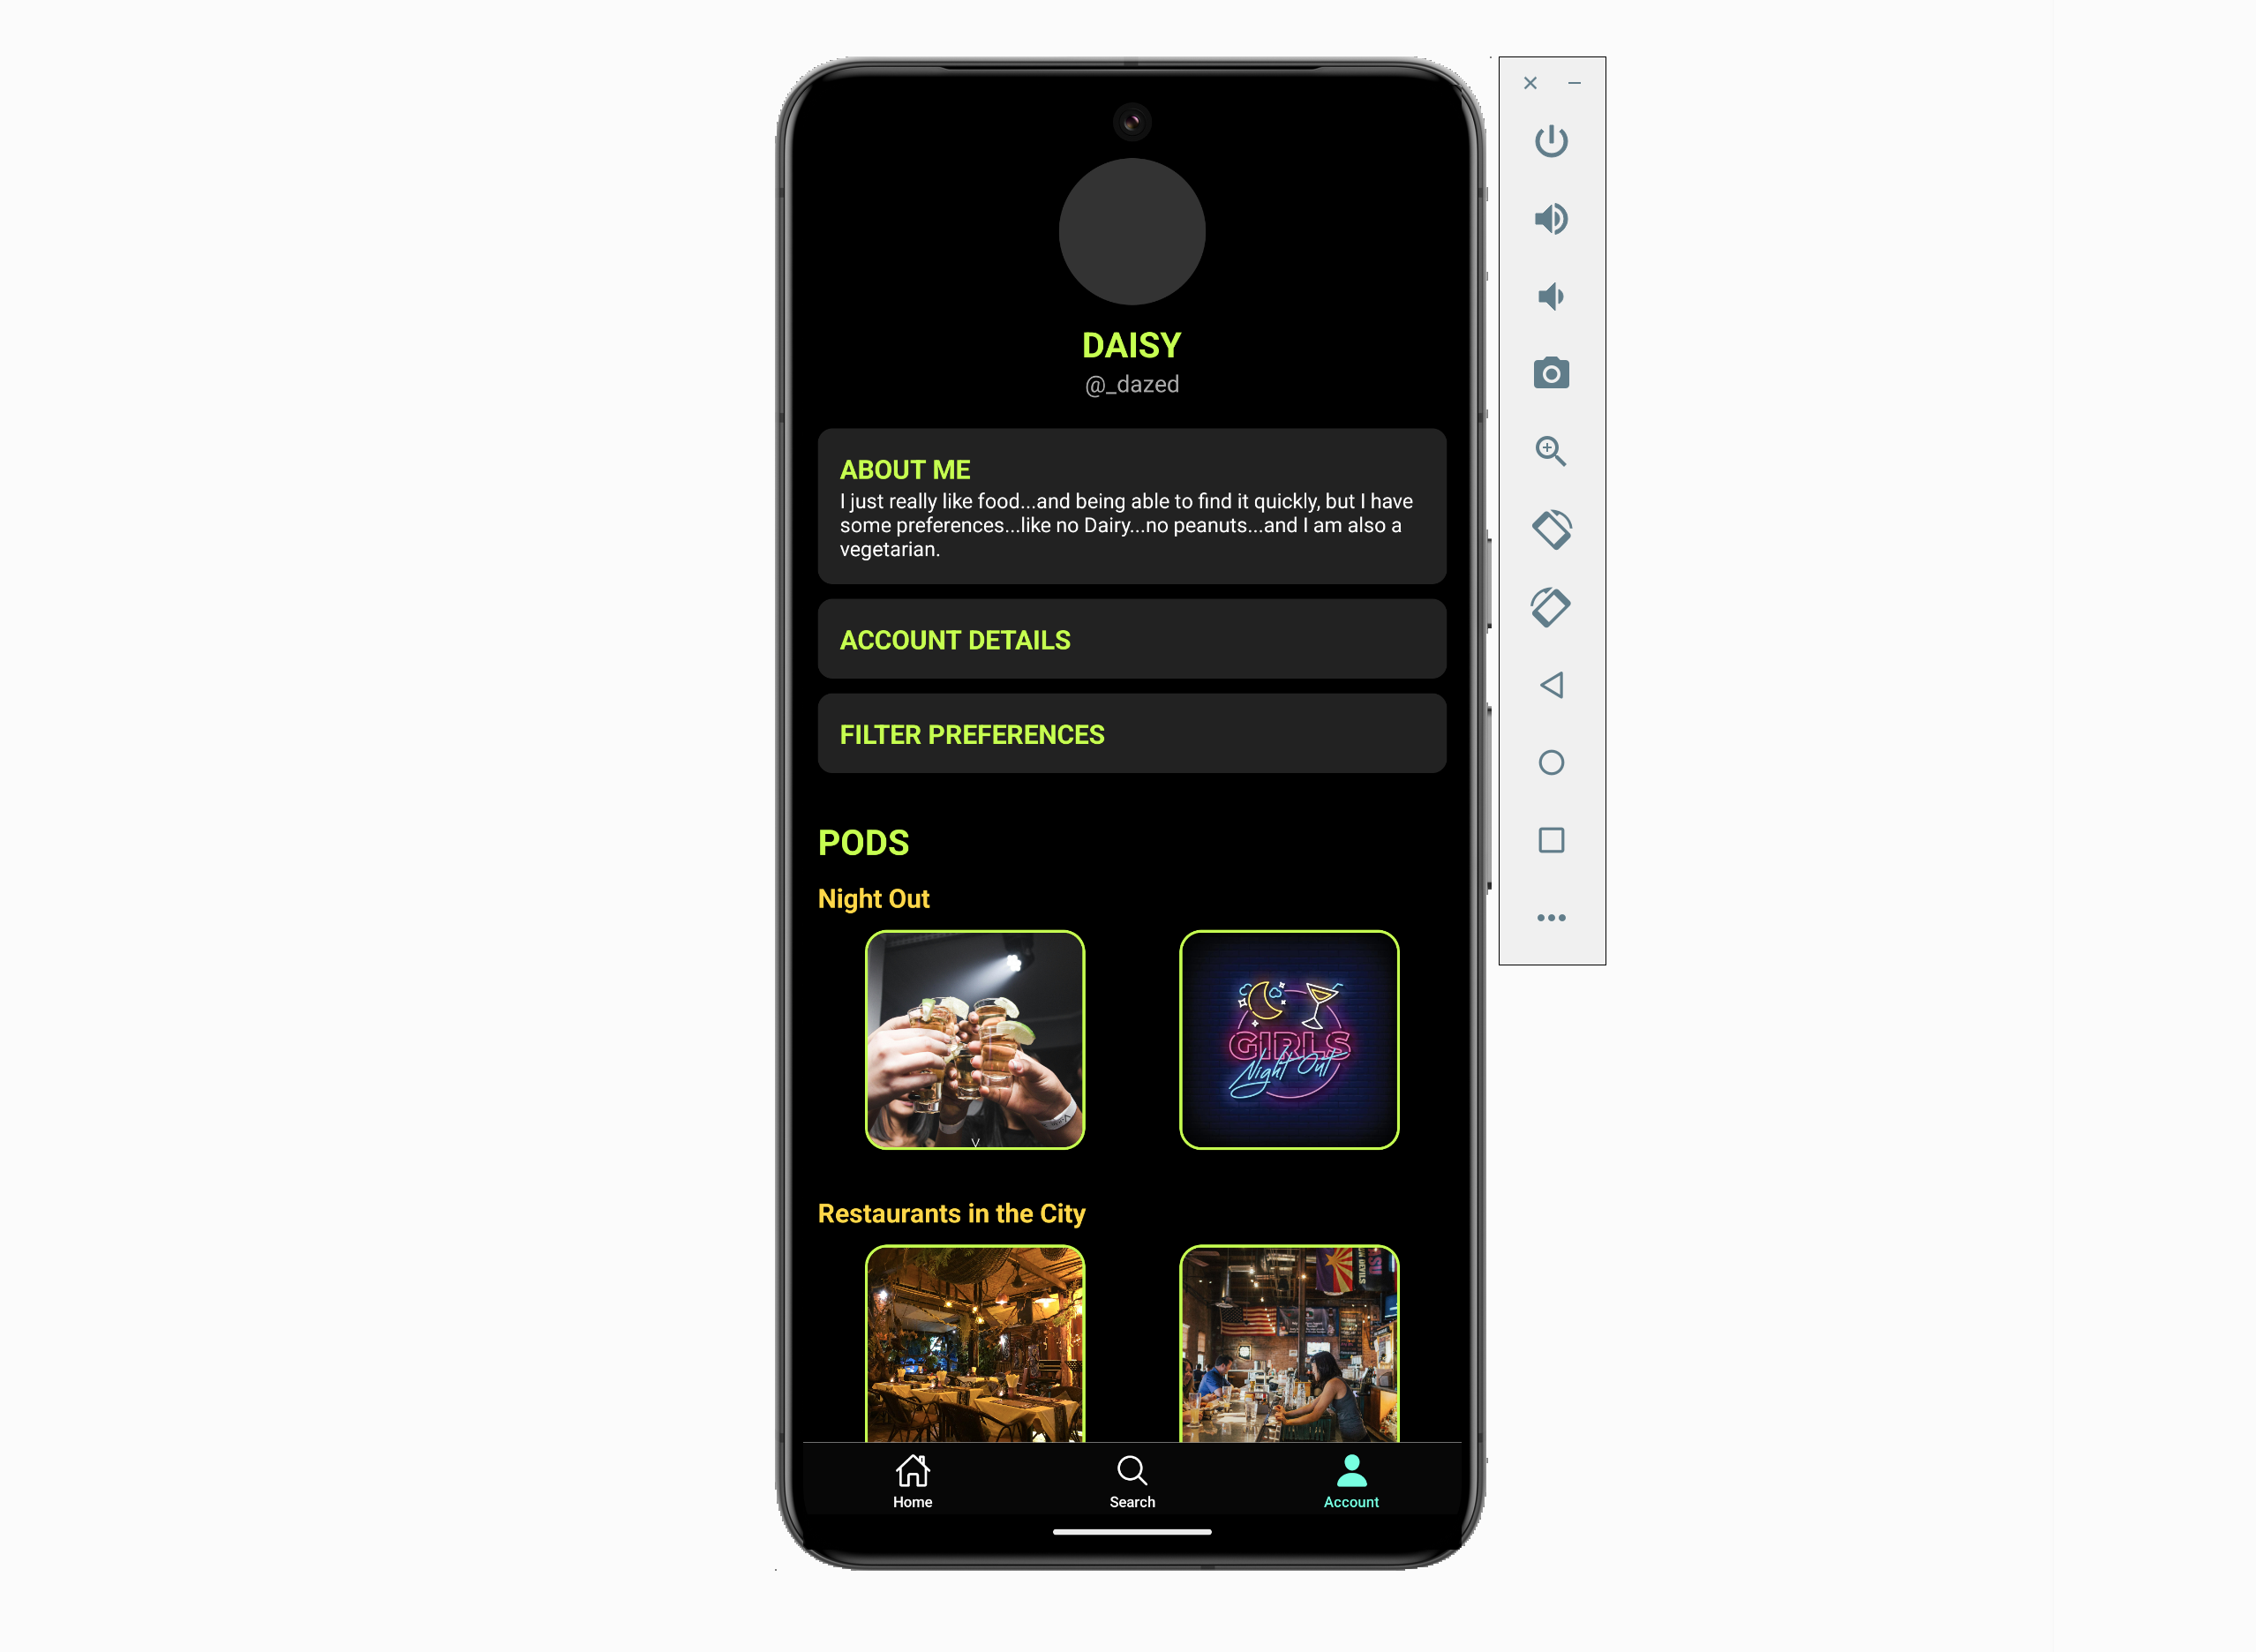 DAISY
@_dazed
ABOUT ME
I just really like food...and being able to find it quickly, but I have
some preferences...like no Dairy...no peanuts...and I am also a
vegetarian.
ACCOUNT DETAILS
FILTER PREFERENCES
PODS
Night Out
GIRLS
Night Out
Restaurants in the City
Home
Search
Account